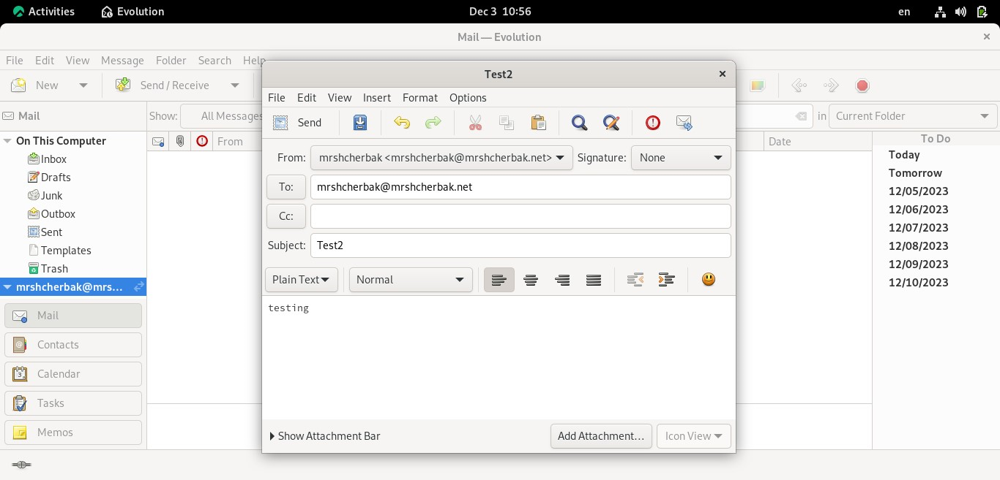 Activities Evolution Dec 3 10:56 en
Mail — Evolution
File Edit View Message Folder Search Help
New Send / Receive
Mail Show: All Messages in Current Folder
On This Computer
Inbox
Drafts
Junk
Outbox
Sent
Templates
Trash
mrshcherbak@mrs...
Mail
Contacts
Calendar
Tasks
Memos
From Date
Test2
File Edit View Insert Format Options
Send
From: mrshcherbak <mrshcherbak@mrshcherbak.net> Signature: None
To: mrshcherbak@mrshcherbak.net
Cc:
Subject: Test2
Plain Text Normal
testing
Show Attachment Bar Add Attachment... Icon View
To Do
Today
Tomorrow
12/05/2023
12/06/2023
12/07/2023
12/08/2023
12/09/2023
12/10/2023